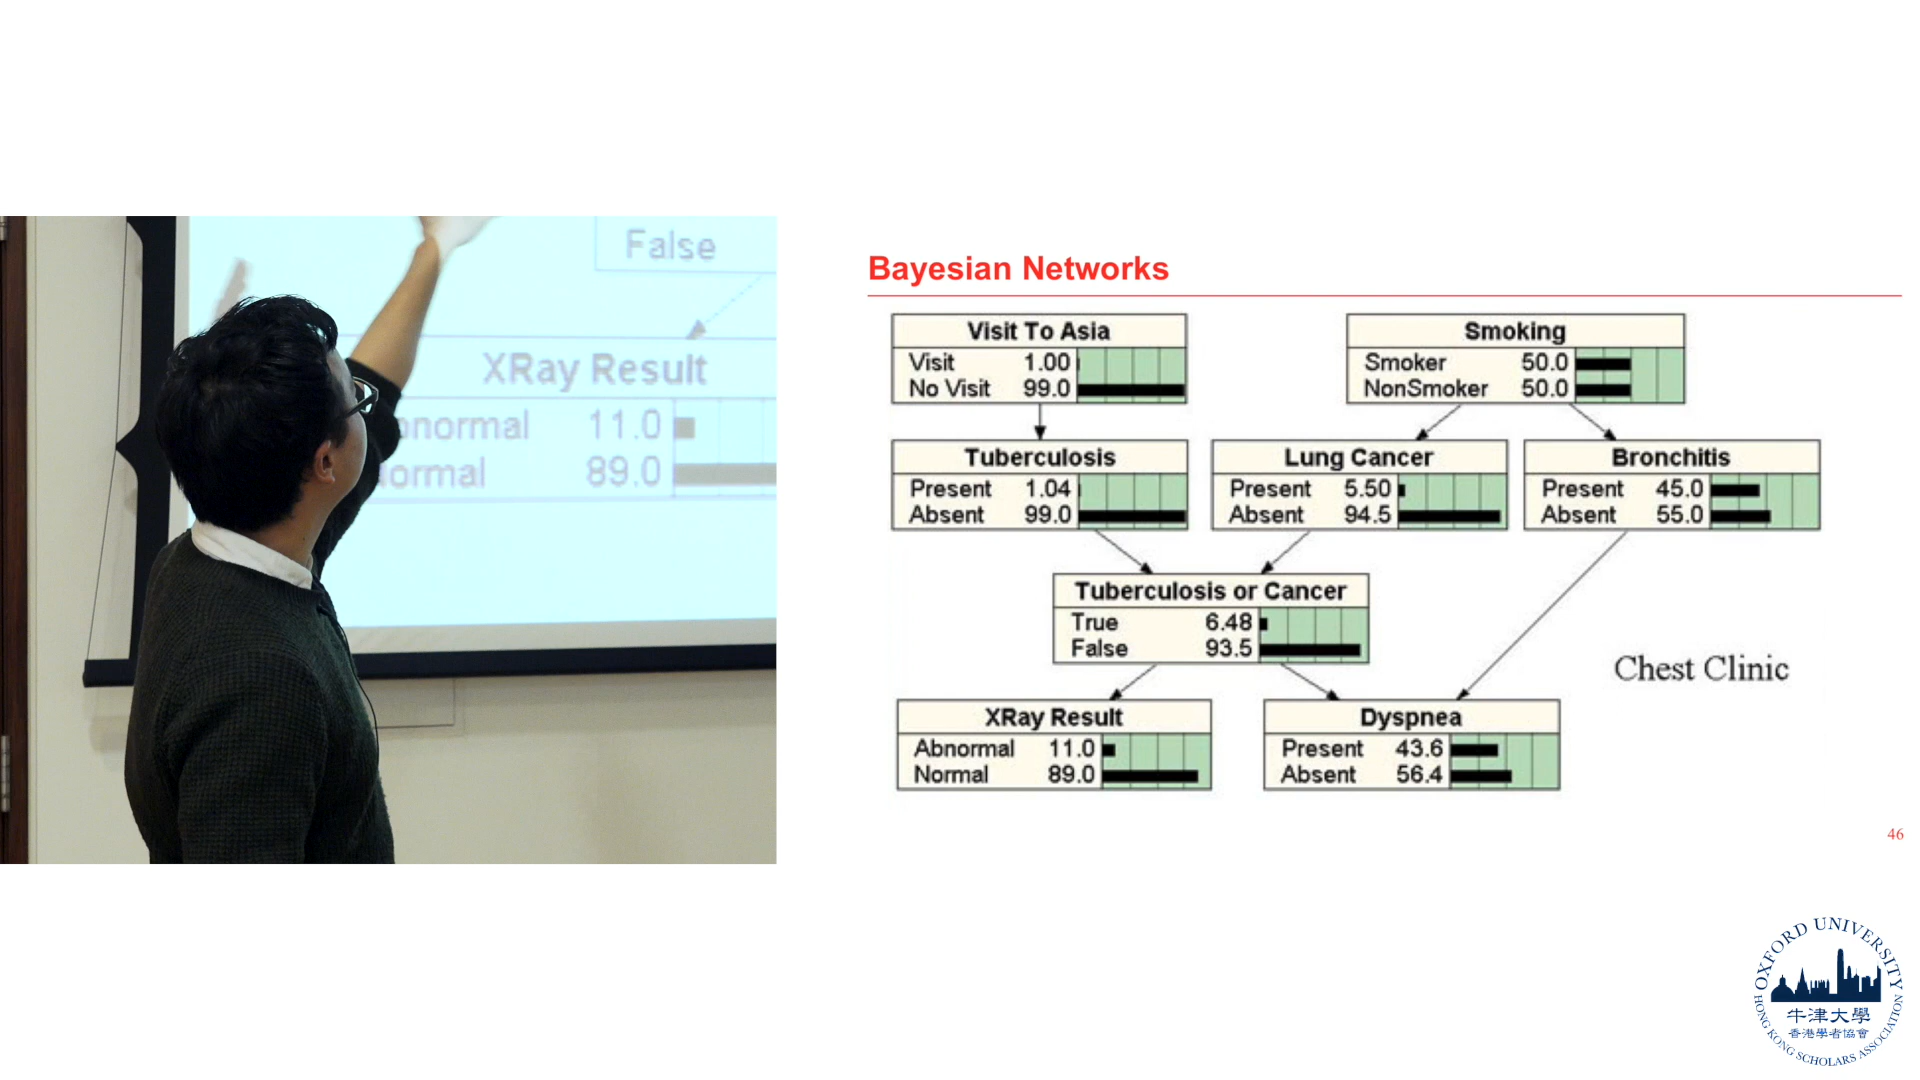 False
XRay Result
normal 11.0
ormal 89.0
Bayesian Networks
Visit To Asia
Visit 1.00
No Visit 99.0
Smoking
Smoker 50.0
NonSmoker 50.0
Tuberculosis
Present 1.04
Absent 99.0
Lung Cancer
Present 5.50
Absent 94.5
Bronchitis
Present 45.0
Absent 55.0
Tuberculosis or Cancer
True 6.48
False 93.5
Chest Clinic
XRay Result
Abnormal 11.0
Normal 89.0
Dyspnea
Present 43.6
Absent 56.4
46
OXFORD UNIVERSITY
牛津大學
香港學者協會
HONG KONG SCHOLARS ASSOCIATION